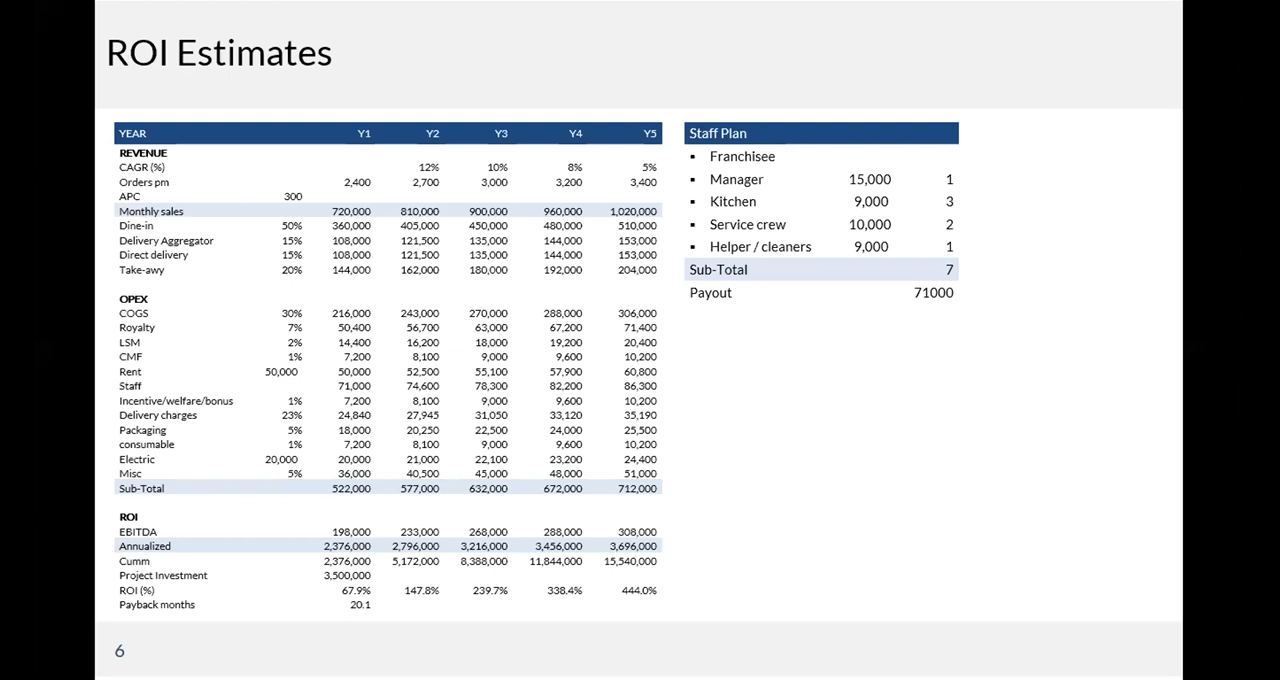 ROI Estimates
YEAR Y1 Y2 Y3 Y4 Y5
REVENUE
CAGR (%) 12% 10% 8% 5%
Orders pm 2,400 2,700 3,000 3,200 3,400
APC 300
Monthly sales 720,000 810,000 900,000 960,000 1,020,000
Dine-in 50% 360,000 405,000 450,000 480,000 510,000
Delivery Aggregator 15% 108,000 121,500 135,000 144,000 153,000
Direct delivery 15% 108,000 121,500 135,000 144,000 153,000
Take-awy 20% 144,000 162,000 180,000 192,000 204,000
OPEX
COGS 30% 216,000 243,000 270,000 288,000 306,000
Royalty 7% 50,400 56,700 63,000 67,200 71,400
LSM 2% 14,400 16,200 18,000 19,200 20,400
CMF 1% 7,200 8,100 9,000 9,600 10,200
Rent 50,000 50,000 52,500 55,100 57,900 60,800
Staff 71,000 74,600 78,300 82,200 86,300
Incentive/welfare/bonus 1% 7,200 8,100 9,000 9,600 10,200
Delivery charges 23% 24,840 27,945 31,050 33,120 35,190
Packaging 5% 18,000 20,250 22,500 24,000 25,500
consumable 1% 7,200 8,100 9,000 9,600 10,200
Electric 20,000 20,000 21,000 22,100 23,200 24,400
Misc 5% 36,000 40,500 45,000 48,000 51,000
Sub-Total 522,000 577,000 632,000 672,000 712,000
ROI
EBITDA 198,000 233,000 268,000 288,000 308,000
Annualized 2,376,000 2,796,000 3,216,000 3,456,000 3,696,000
Cumm 2,376,000 5,172,000 8,388,000 11,844,000 15,540,000
Project Investment 3,500,000
ROI (%) 67.9% 147.8% 239.7% 338.4% 444.0%
Payback months 20.1
Staff Plan
▪ Franchisee
▪ Manager 15,000 1
▪ Kitchen 9,000 3
▪ Service crew 10,000 2
▪ Helper / cleaners 9,000 1
Sub-Total 7
Payout 71000
6